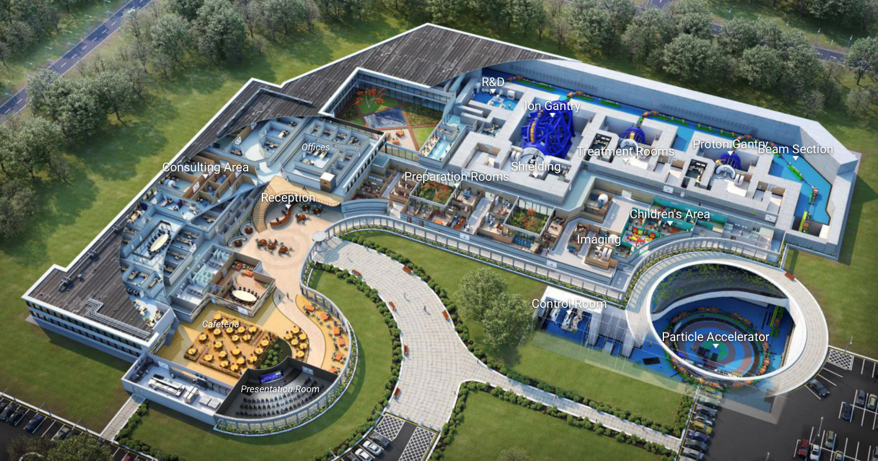 R&D
Ion Gantry
Proton Gantry
Beam Section
Treatment Rooms
Offices
Shielding
Consulting Area
Preparation Rooms
Reception
Children's Area
Imaging
Control Room
Cafeteria
Particle Accelerator
Presentation Room